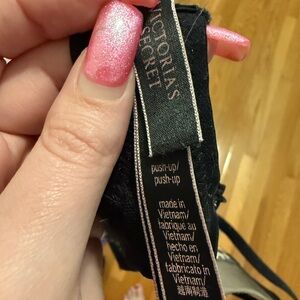 VICTORIA'S
SECRET
push-up/
push-up
made in
Vietnam/
fabriqué au
Vietnam/
hecho en
Vietnam/
fabbricato in
Vietnam/
越南制造